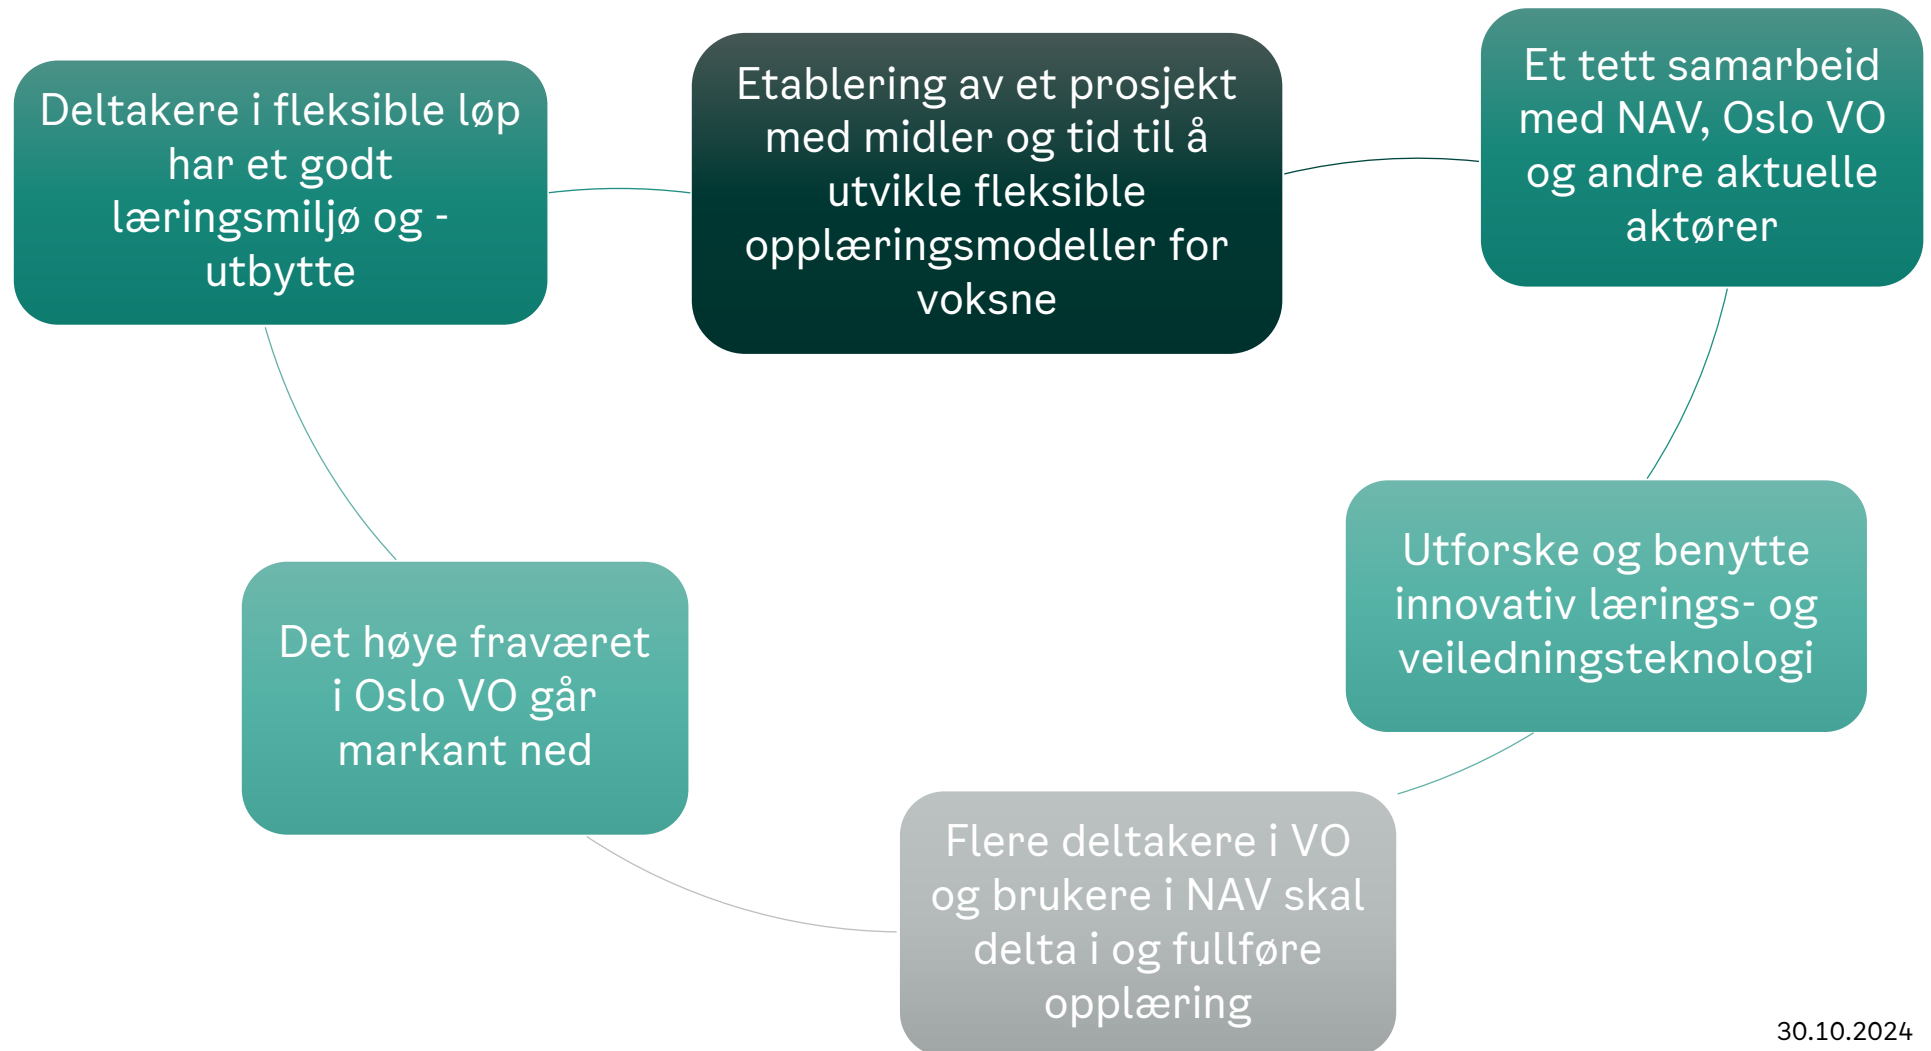 Deltakere i fleksible løp
har et godt
læringsmiljø og -
utbytte
Etablering av et prosjekt
med midler og tid til å
utvikle fleksible
opplæringsmodeller for
voksne
Et tett samarbeid
med NAV, Oslo VO
og andre aktuelle
aktører
Utforske og benytte
innovativ lærings- og
veiledningsteknologi
Flere deltakere i VO
og brukere i NAV skal
delta i og fullføre
opplæring
Det høye fraværet
i Oslo VO går
markant ned
30.10.2024